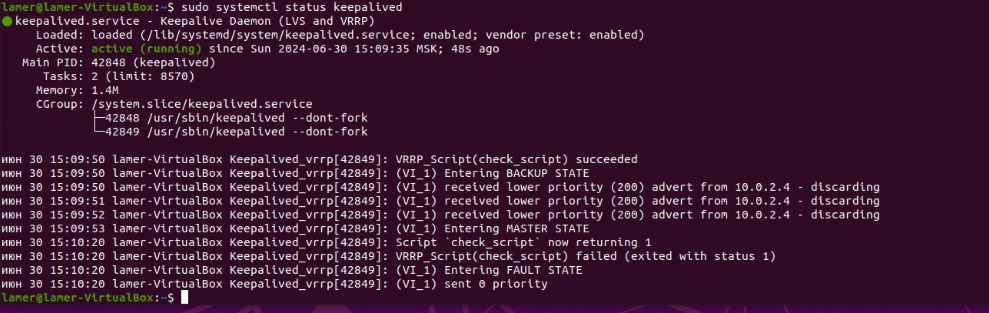 lamer@lamer-VirtualBox:~$ sudo systemctl status keepalived
● keepalived.service - Keepalive Daemon (LVS and VRRP)
Loaded: loaded (/lib/systemd/system/keepalived.service; enabled; vendor preset: enabled)
Active: active (running) since Sun 2024-06-30 15:09:35 MSK; 48s ago
Main PID: 42848 (keepalived)
Tasks: 2 (limit: 8570)
Memory: 1.4M
CGroup: /system.slice/keepalived.service
├─42848 /usr/sbin/keepalived --dont-fork
└─42849 /usr/sbin/keepalived --dont-fork
июн 30 15:09:50 lamer-VirtualBox Keepalived_vrrp[42849]: VRRP_Script(check_script) succeeded
июн 30 15:09:50 lamer-VirtualBox Keepalived_vrrp[42849]: (VI_1) Entering BACKUP STATE
июн 30 15:09:50 lamer-VirtualBox Keepalived_vrrp[42849]: (VI_1) received lower priority (200) advert from 10.0.2.4 - discarding
июн 30 15:09:51 lamer-VirtualBox Keepalived_vrrp[42849]: (VI_1) received lower priority (200) advert from 10.0.2.4 - discarding
июн 30 15:09:52 lamer-VirtualBox Keepalived_vrrp[42849]: (VI_1) received lower priority (200) advert from 10.0.2.4 - discarding
июн 30 15:09:53 lamer-VirtualBox Keepalived_vrrp[42849]: (VI_1) Entering MASTER STATE
июн 30 15:10:20 lamer-VirtualBox Keepalived_vrrp[42849]: Script `check_script` now returning 1
июн 30 15:10:20 lamer-VirtualBox Keepalived_vrrp[42849]: VRRP_Script(check_script) failed (exited with status 1)
июн 30 15:10:20 lamer-VirtualBox Keepalived_vrrp[42849]: (VI_1) Entering FAULT STATE
июн 30 15:10:20 lamer-VirtualBox Keepalived_vrrp[42849]: (VI_1) sent 0 priority
lamer@lamer-VirtualBox:~$